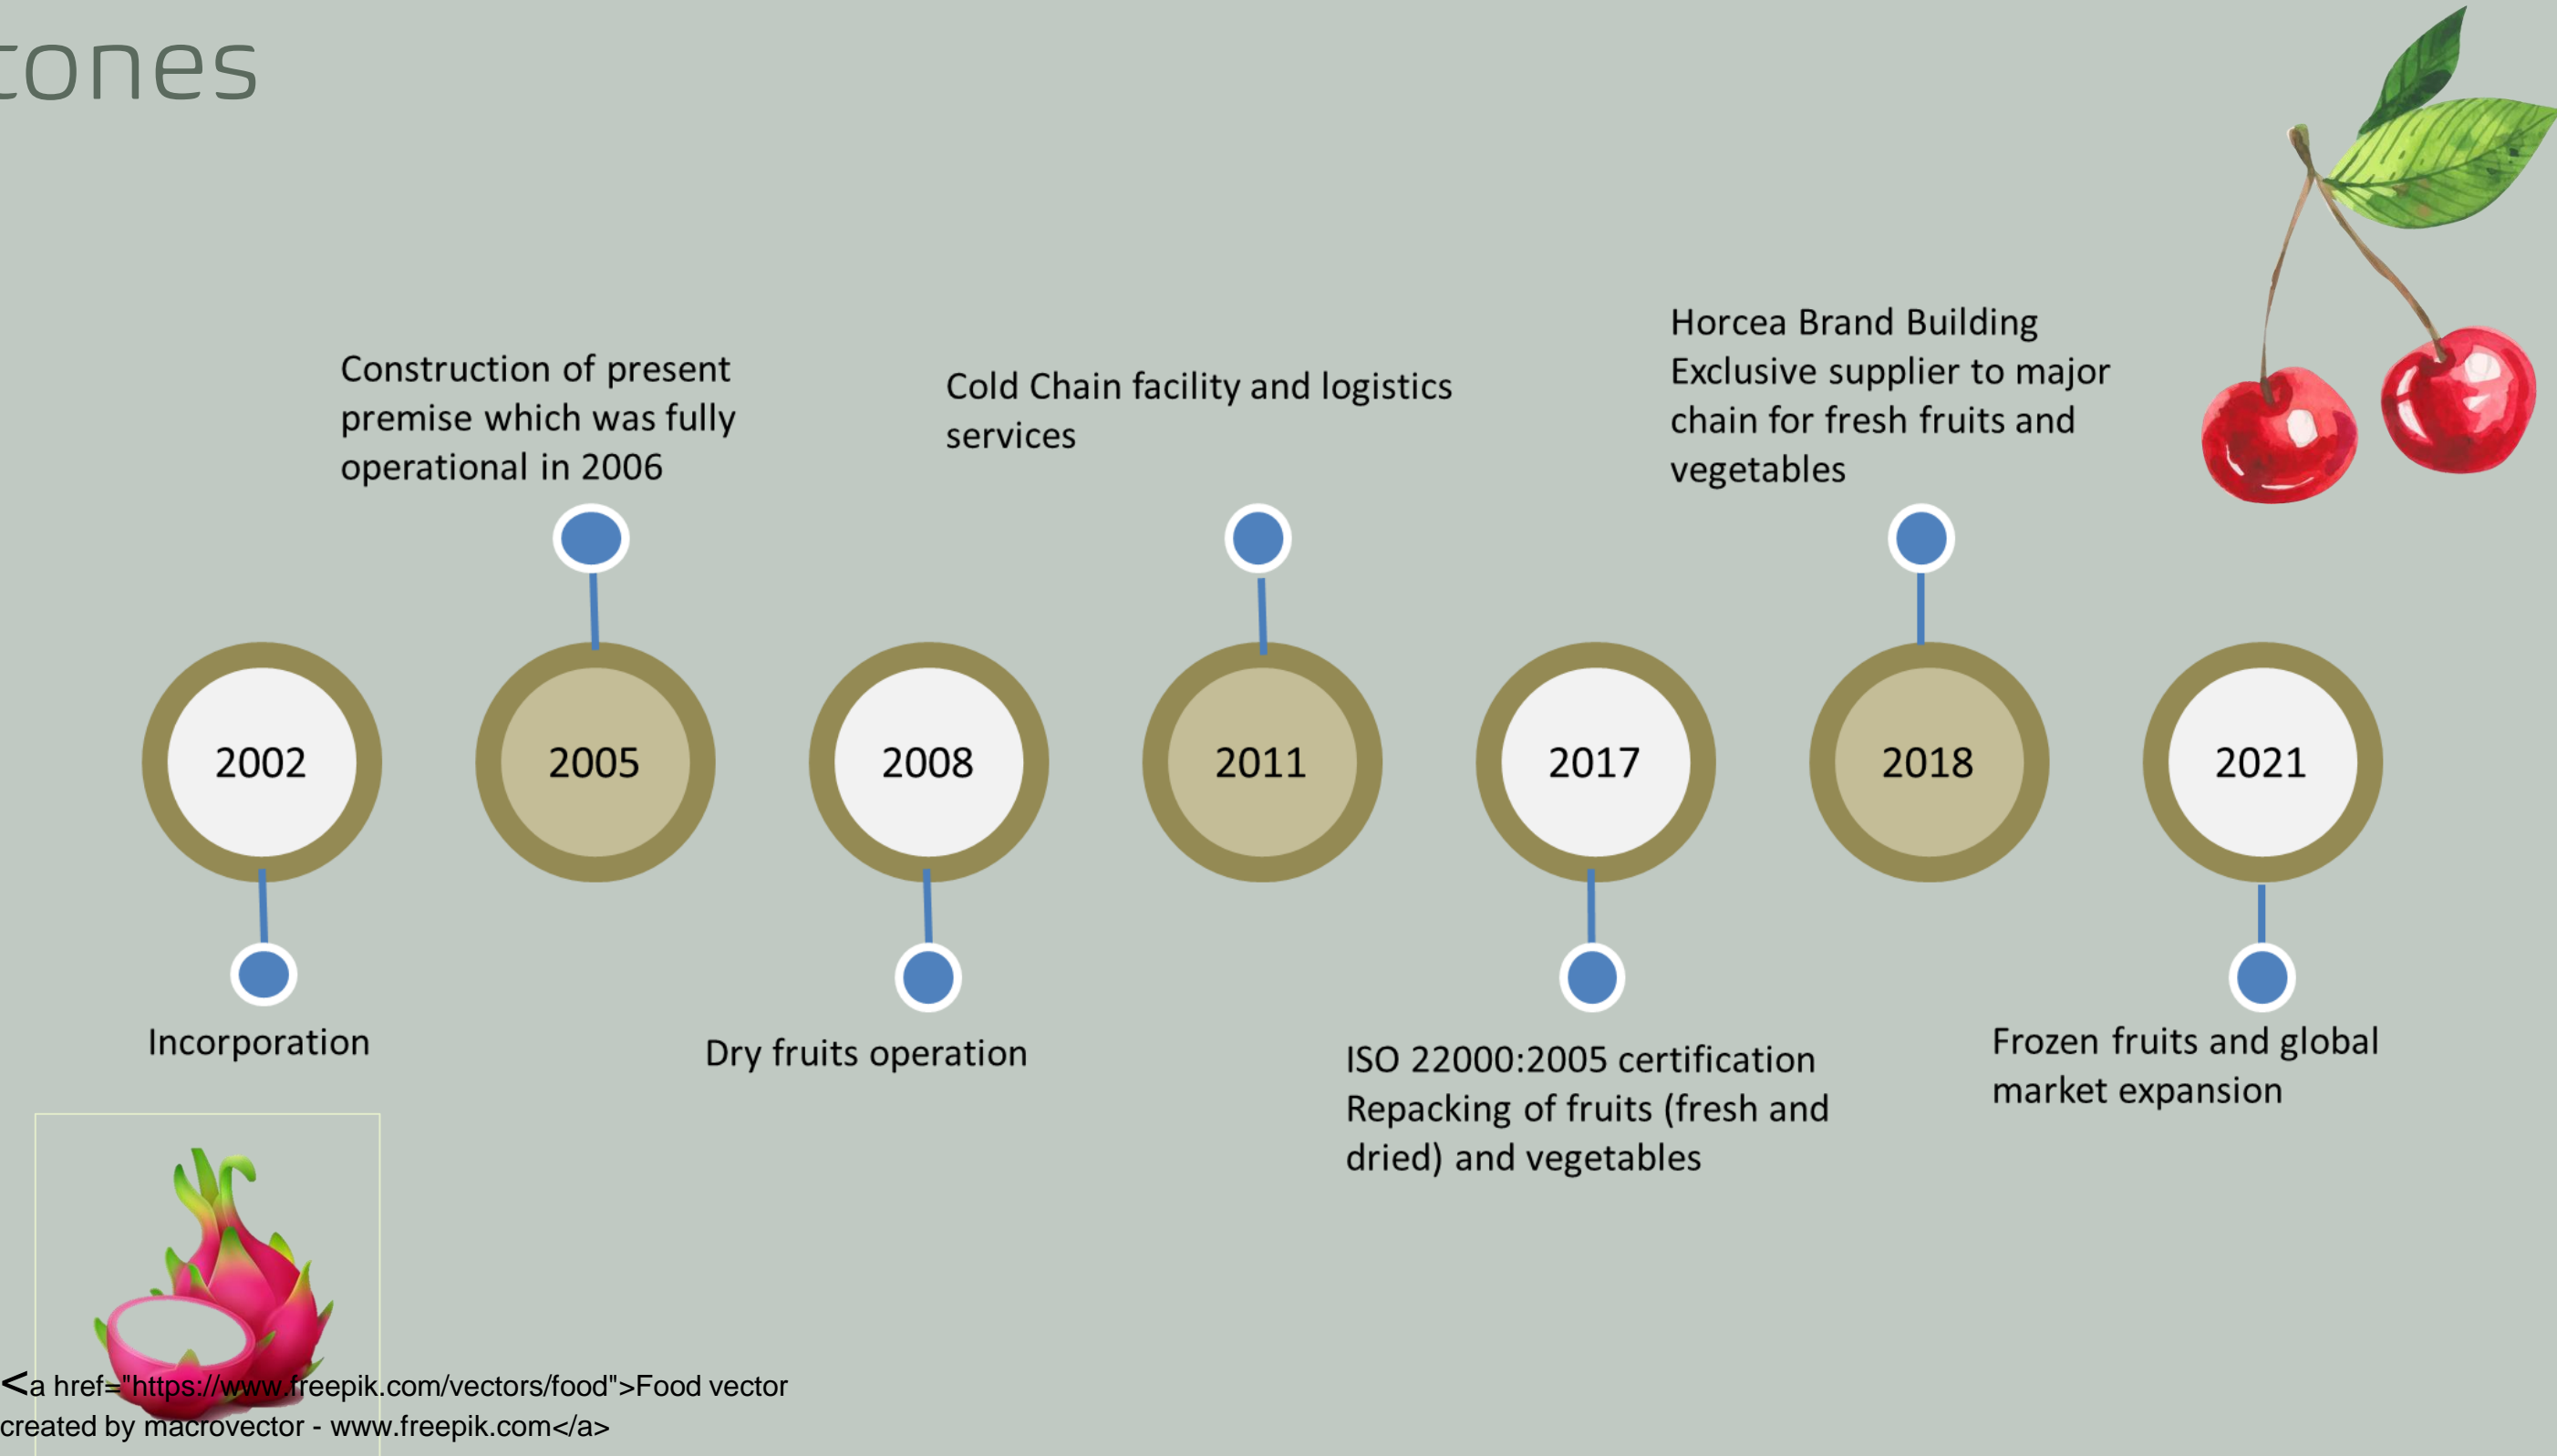 tones
Construction of present
premise which was fully
operational in 2006
Cold Chain facility and logistics
services
Horcea Brand Building
Exclusive supplier to major
chain for fresh fruits and
vegetables
2002
2005
2008
2011
2017
2018
2021
Incorporation
Dry fruits operation
ISO 22000:2005 certification
Repacking of fruits (fresh and
dried) and vegetables
Frozen fruits and global
market expansion
<a href="https://www.freepik.com/vectors/food">Food vector
created by macrovector - www.freepik.com</a>